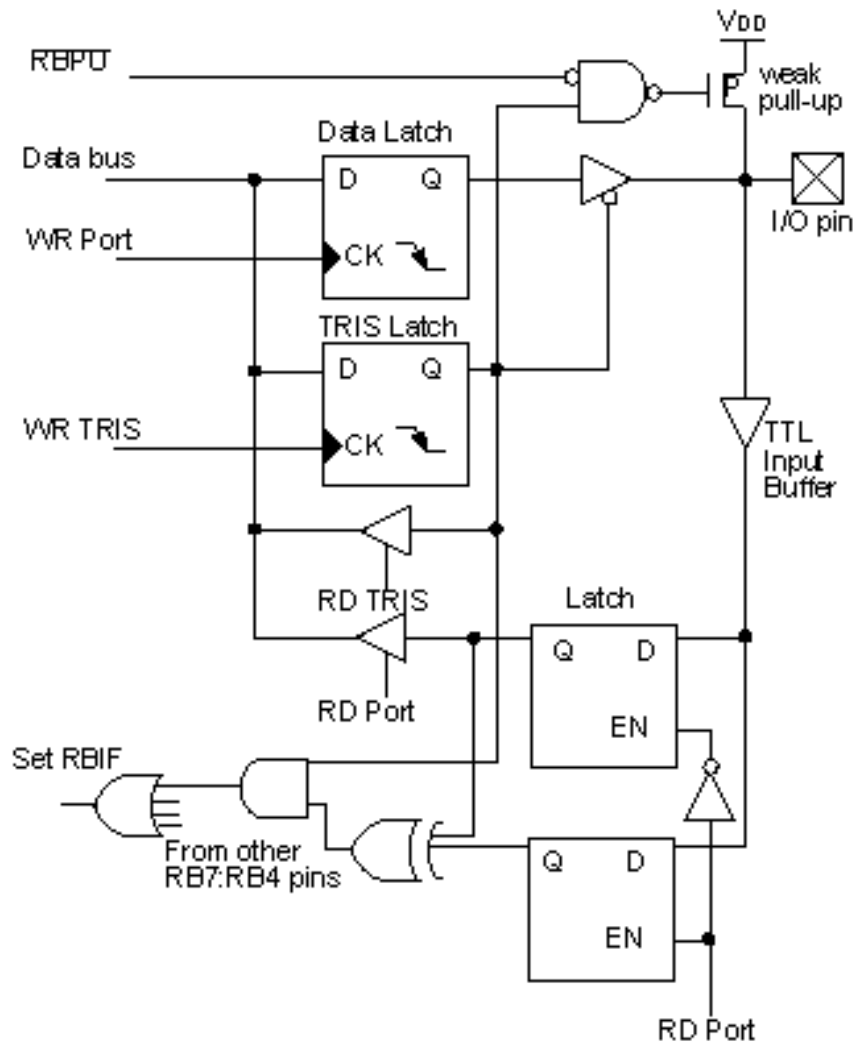 VDD
RBPU
weak
pull-up
Data Latch
Data bus
D Q
I/O pin
WR Port
CK
TRIS Latch
D Q
WR TRIS
CK
TTL
Input
Buffer
RD TRIS
Latch
Q D
RD Port
EN
Set RBIF
From other
RB7:RB4 pins
Q D
EN
RD Port
P